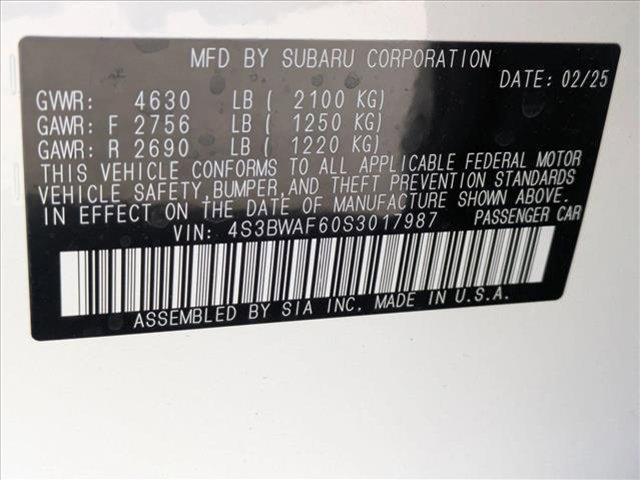 MFD BY SUBARU CORPORATION
DATE: 02/25
GVWR: 4630 LB ( 2100 KG)
GAWR: F 2756 LB ( 1250 KG)
GAWR: R 2690 LB ( 1220 KG)
THIS VEHICLE CONFORMS TO ALL APPLICABLE FEDERAL MOTOR
VEHICLE SAFETY,BUMPER,AND THEFT PREVENTION STANDARDS
IN EFFECT ON THE DATE OF MANUFACTURE SHOWN ABOVE.
VIN: 4S3BWAF60S3017987 PASSENGER CAR
ASSEMBLED BY SIA INC. MADE IN U.S.A.